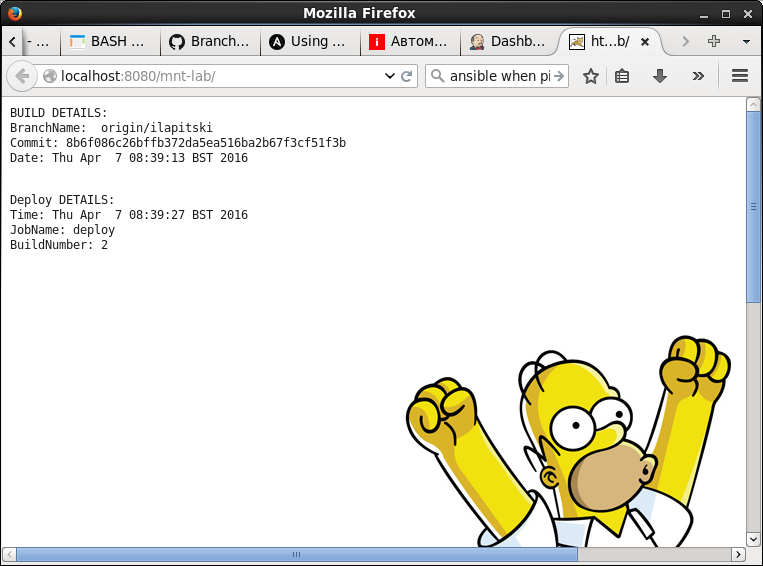 Mozilla Firefox
- ... BASH ... Branch... Using ... Автом... Dashb... ht...b/
localhost:8080/mnt-lab/ ansible when pi
BUILD DETAILS:
BranchName:  origin/ilapitski
Commit: 8b6f086c26bffb372da5ea516ba2b67f3cf51f3b
Date: Thu Apr  7 08:39:13 BST 2016
Deploy DETAILS:
Time: Thu Apr  7 08:39:27 BST 2016
JobName: deploy
BuildNumber: 2